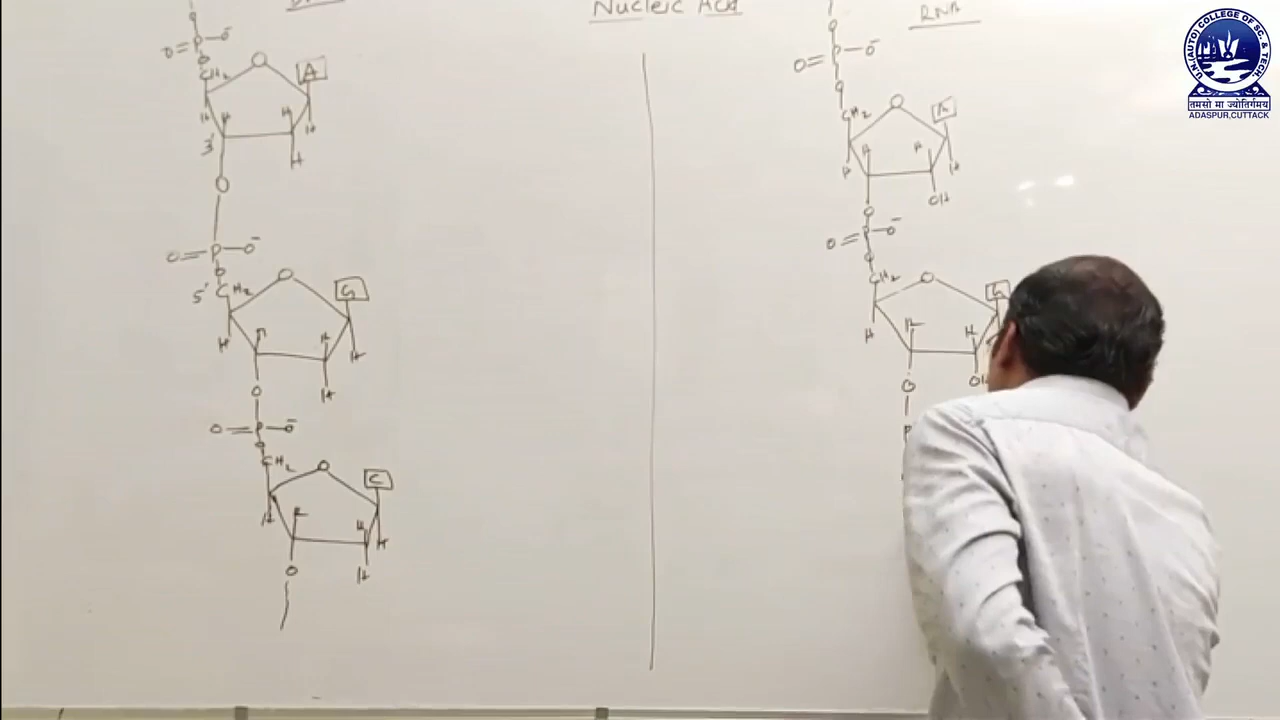 Nucleic Acid
RNA
U.N.(AUTO) COLLEGE OF SC. & TECH.
तमसो मा ज्योतिर्गमय
ADASPUR,CUTTACK
O=P-O⁻
O
CH₂
O
A
H
H
H
H
3'
O
O=P-O⁻
O
5'
CH₂
O
G
H
H
H
H
H
O
O=P-O⁻
O
CH₂
O
C
H
H
H
H
H
O
O
O=P-O⁻
O
CH₂
O
A
H
H
H
H
OH
O
O=P-O⁻
O
CH₂
O
G
H
H
H
OH
O
P